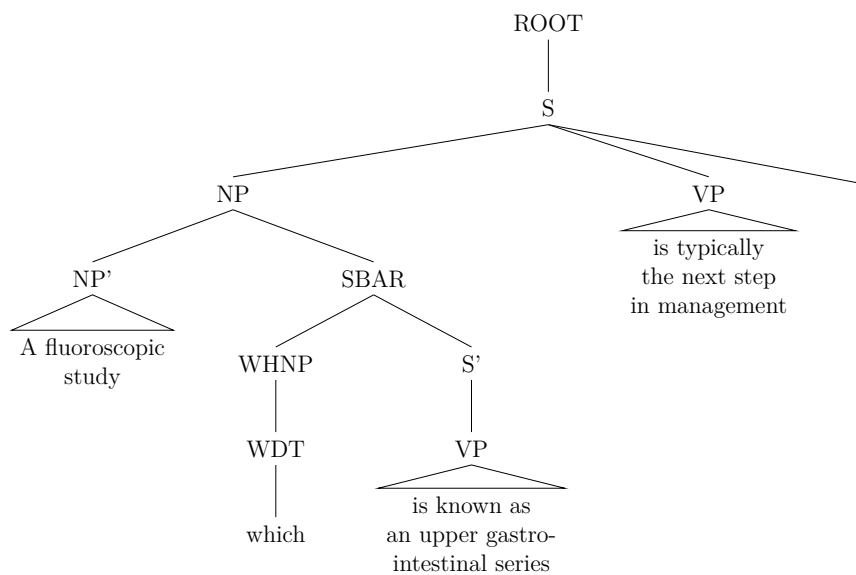 ROOT
S
NP
VP
is typically
the next step
in management
NP'
SBAR
A fluoroscopic
study
WHNP
S'
WDT
VP
which
is known as
an upper gastro-
intestinal series